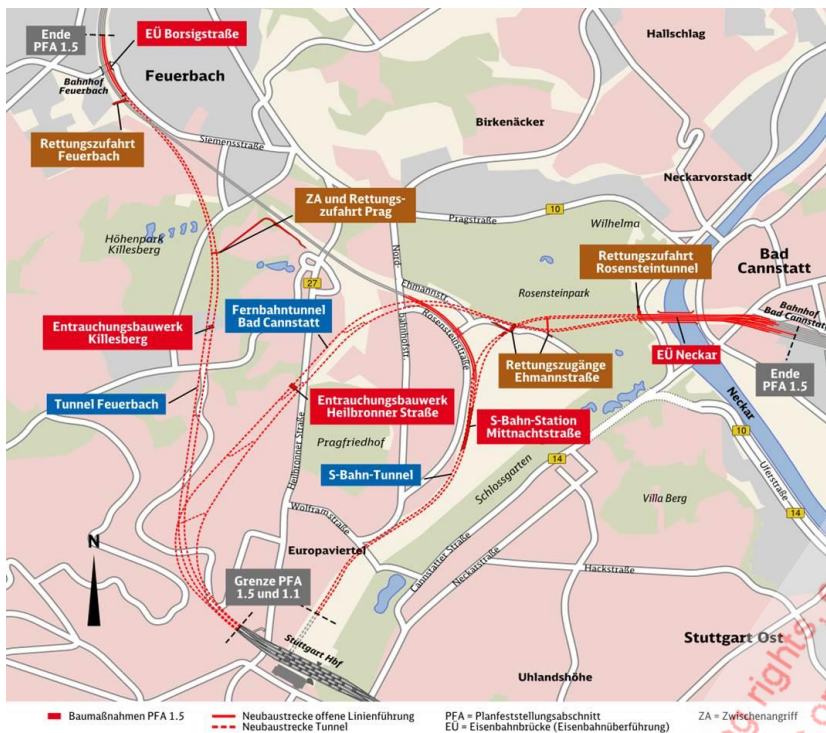 Ende
PFA 1.5
EÜ Borsigstraße
Hallschlag
Feuerbach
Bahnhof
Feuerbach
Birkenäcker
Rettungszufahrt
Feuerbach
Siemensstraße
Neckarvorstadt
ZA und Rettungs-
zufahrt Prag
Pragstraße
10
Wilhelma
Höhenpark
Killesberg
Bad
Cannstatt
Rettungszufahrt
Rosensteintunnel
Nord-
bahnhofstr.
27
Ehmannstr.
Rosensteinpark
Fernbahntunnel
Bad Cannstatt
Rosensteinstraße
Bahnhof
Bad Cannstatt
Entrauchungsbauwerk
Killesberg
Rettungszugänge
Ehmannstraße
EÜ Neckar
Ende
PFA 1.5
Entrauchungsbauwerk
Heilbronner Straße
Tunnel Feuerbach
S-Bahn-Station
Mittnachtstraße
Neckar
Heilbronner Straße
Pragfriedhof
10
S-Bahn-Tunnel
Schlossgarten
14
Uferstraße
Villa Berg
14
Wolframstraße
N
Europaviertel
Cannstatter Straße
Neckarstraße
Hackstraße
Grenze PFA
1.5 und 1.1
Stuttgart Hbf
Stuttgart Ost
Uhlandshöhe
Baumaßnahmen PFA 1.5
Neubaustrecke offene Linienführung
Neubaustrecke Tunnel
PFA = Planfeststellungsabschnitt
EÜ = Eisenbahnbrücke (Eisenbahnüberführung)
ZA = Zwischenangriff